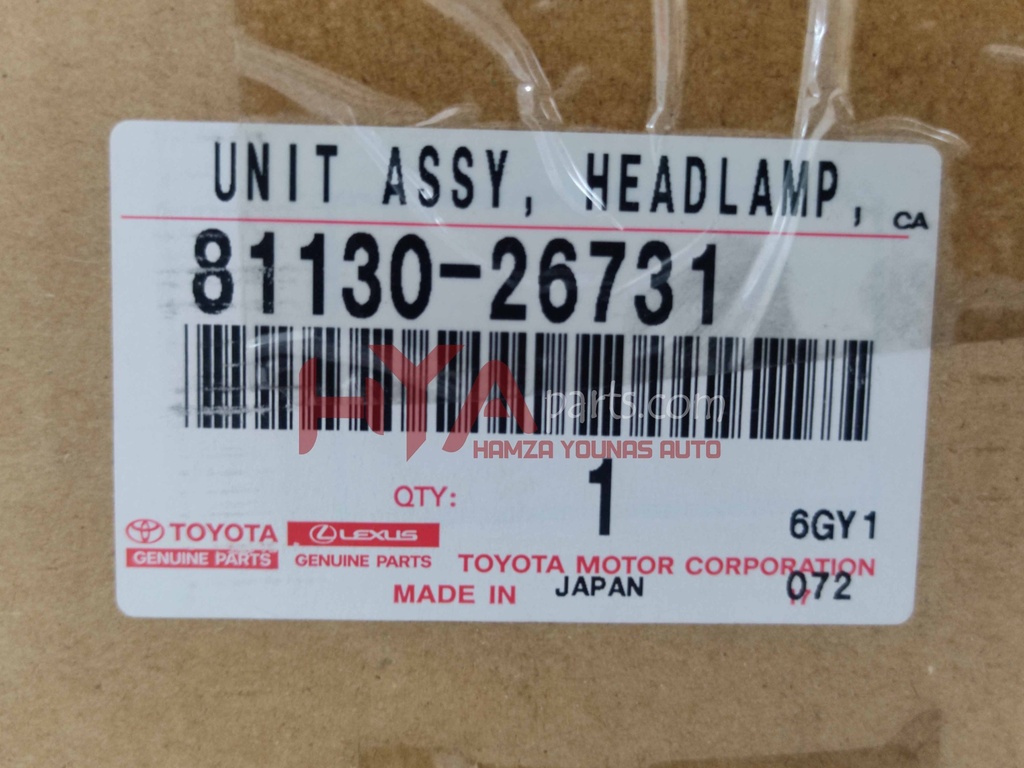 UNIT ASSY, HEADLAMP,
CA
81130-26731
HYA parts.com
HAMZA YOUNAS AUTO
QTY: 1
6GY1
TOYOTA LEXUS
GENUINE PARTS GENUINE PARTS TOYOTA MOTOR CORPORATION
MADE IN JAPAN 072
17